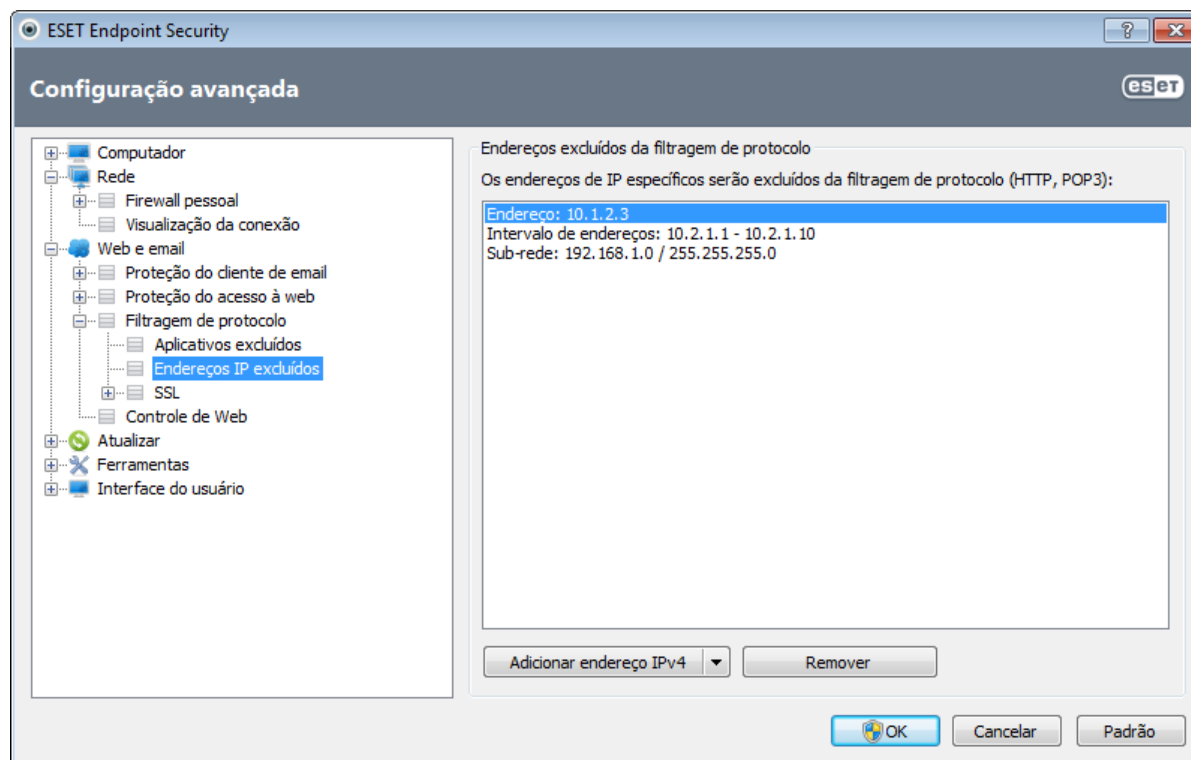 ESET Endpoint Security
?
Configuração avançada
eseT
Computador
Rede
Firewall pessoal
Visualização da conexão
Web e email
Proteção do cliente de email
Proteção do acesso à web
Filtragem de protocolo
Aplicativos excluídos
Endereços IP excluídos
SSL
Controle de Web
Atualizar
Ferramentas
Interface do usuário
Endereços excluídos da filtragem de protocolo
Os endereços de IP específicos serão excluídos da filtragem de protocolo (HTTP, POP3):
Endereço: 10.1.2.3
Intervalo de endereços: 10.2.1.1 - 10.2.1.10
Sub-rede: 192.168.1.0 / 255.255.255.0
Adicionar endereço IPv4
Remover
OK
Cancelar
Padrão